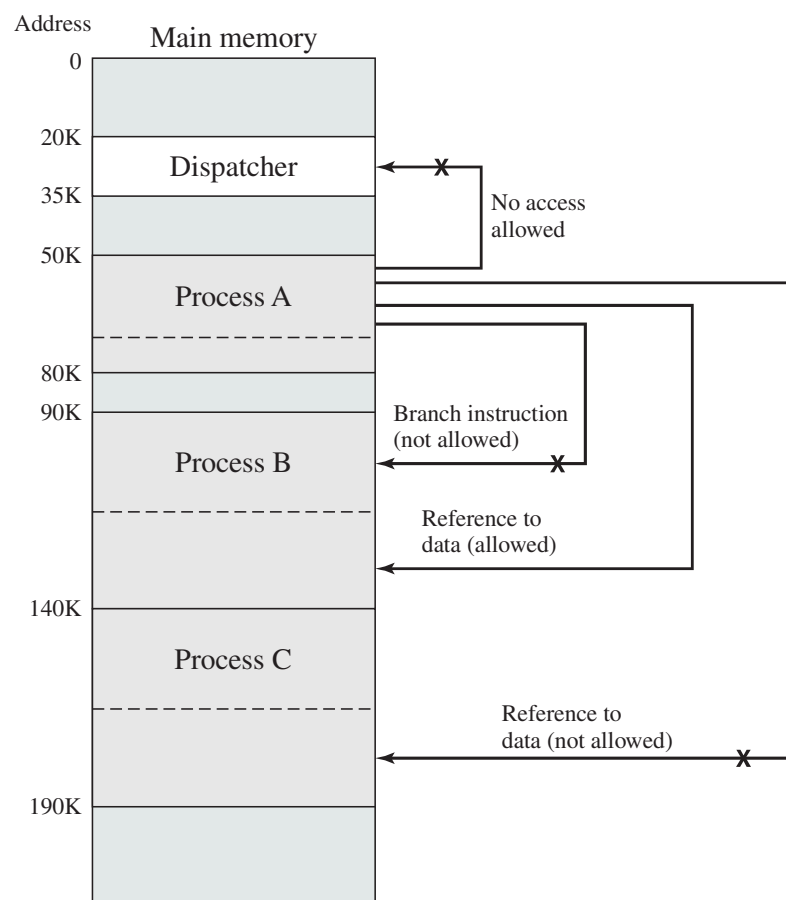 Address
Main memory
0
20K
Dispatcher
35K
No access
allowed
50K
Process A
80K
90K
Branch instruction
(not allowed)
Process B
Reference to
data (allowed)
140K
Process C
Reference to
data (not allowed)
190K